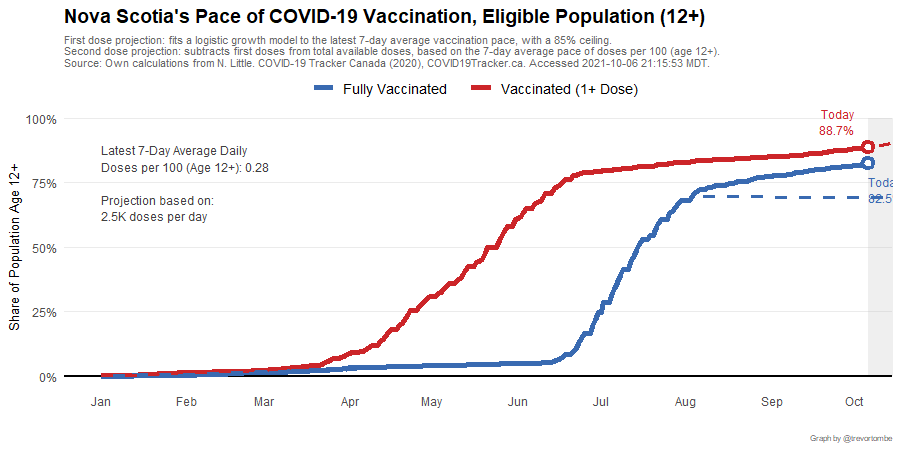 Nova Scotia's Pace of COVID-19 Vaccination, Eligible Population (12+)
First dose projection: fits a logistic growth model to the latest 7-day average vaccination pace, with a 85% ceiling.
Second dose projection: subtracts first doses from total available doses, based on the 7-day average pace of doses per 100 (age 12+).
Source: Own calculations from N. Little. COVID-19 Tracker Canada (2020), COVID19Tracker.ca. Accessed 2021-10-06 21:15:53 MDT.
Fully Vaccinated
Vaccinated (1+ Dose)
Today
88.7%
Latest 7-Day Average Daily
Doses per 100 (Age 12+): 0.28
Projection based on:
2.5K doses per day
Toda
82.5
Share of Population Age 12+
100%
75%
50%
25%
0%
Jan Feb Mar Apr May Jun Jul Aug Sep Oct
Graph by @trevortombe